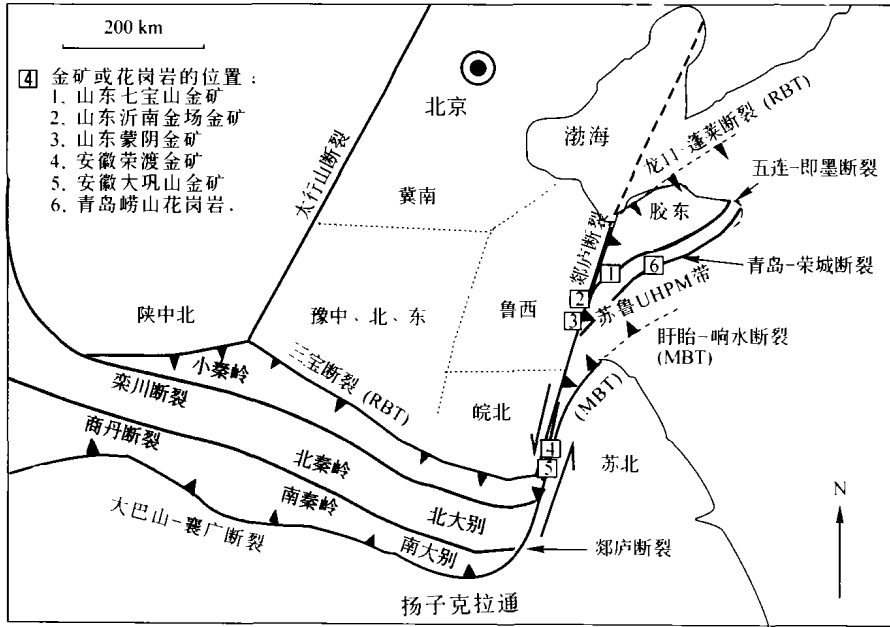 200 km
4 金矿或花岗岩的位置：
1. 山东七宝山金矿
2. 山东沂南金场金矿
3. 山东蒙阴金矿
4. 安徽荣渡金矿
5. 安徽大巩山金矿
6. 青岛崂山花岗岩.
北京
渤海
太行山断裂
冀南
龙口-蓬莱断裂 (RBT)
五连-即墨断裂
胶东
郯庐断裂
1
6
青岛-荣城断裂
2
3
苏鲁UHPM带
鲁西
陕中北
豫中、北、东
盱眙-响水断裂
(MBT)
小秦岭
三宝断裂 (RBT)
栾川断裂
皖北
(MBT)
商丹断裂
4
5
苏北
北秦岭
南秦岭
北大别
N
大巴山-襄广断裂
南大别
郯庐断裂
扬子克拉通